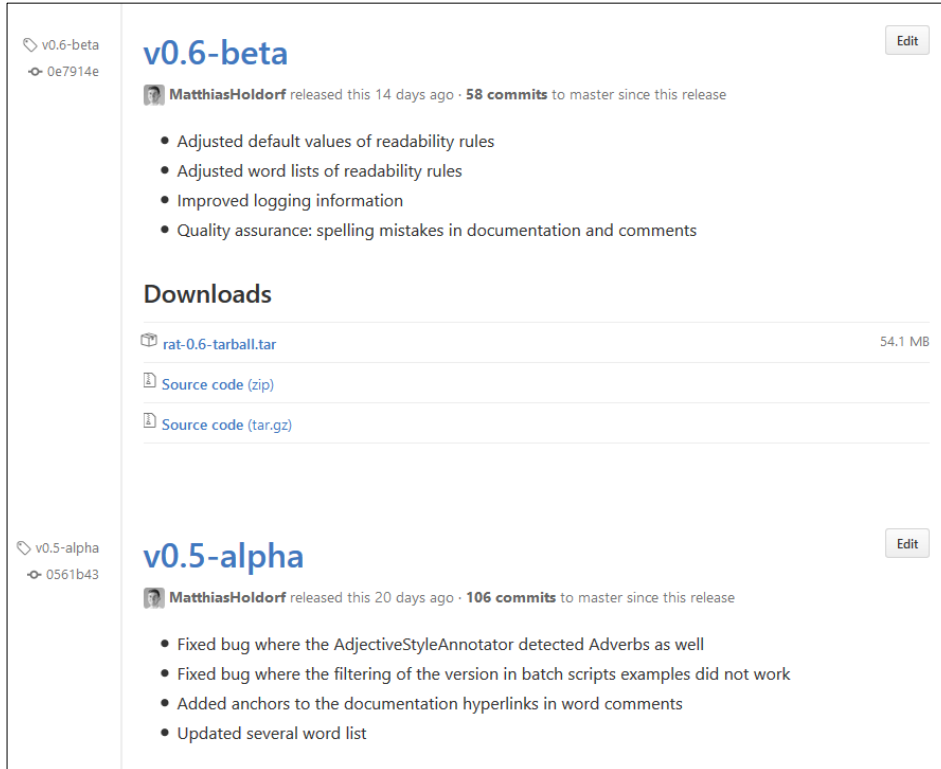 v0.6-beta
0e7914e
v0.6-beta
Edit
MatthiasHoldorf released this 14 days ago · 58 commits to master since this release
• Adjusted default values of readability rules
• Adjusted word lists of readability rules
• Improved logging information
• Quality assurance: spelling mistakes in documentation and comments
Downloads
rat-0.6-tarball.tar 54.1 MB
Source code (zip)
Source code (tar.gz)
v0.5-alpha
0561b43
v0.5-alpha
Edit
MatthiasHoldorf released this 20 days ago · 106 commits to master since this release
• Fixed bug where the AdjectiveStyleAnnotator detected Adverbs as well
• Fixed bug where the filtering of the version in batch scripts examples did not work
• Added anchors to the documentation hyperlinks in word comments
• Updated several word list